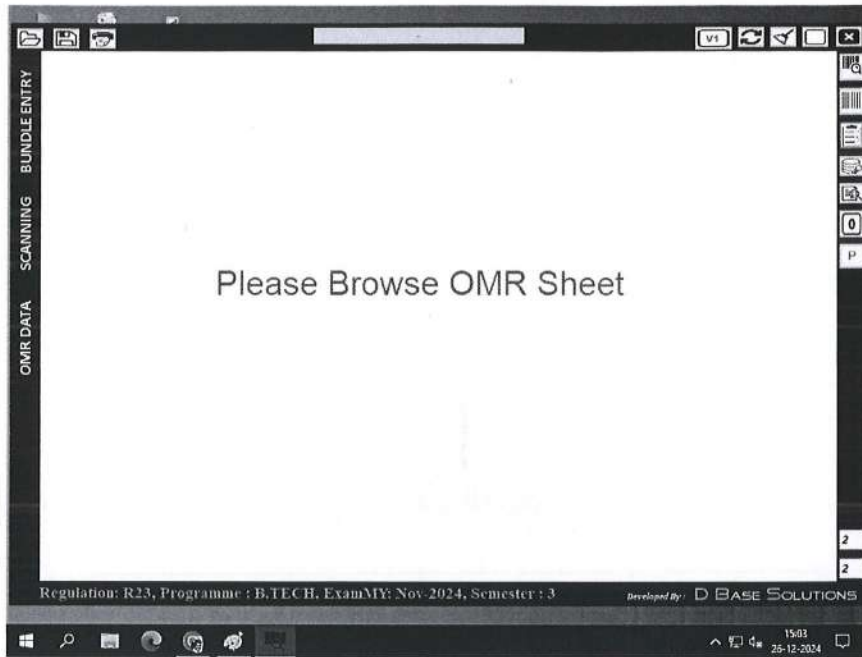 V1
BUNDLE ENTRY
SCANNING
OMR DATA
Please Browse OMR Sheet
0
P
2
2
Regulation: R23, Programme : B.TECH, ExamMY: Nov-2024, Semester : 3
Developed By : D BASE SOLUTIONS
15:03
26-12-2024